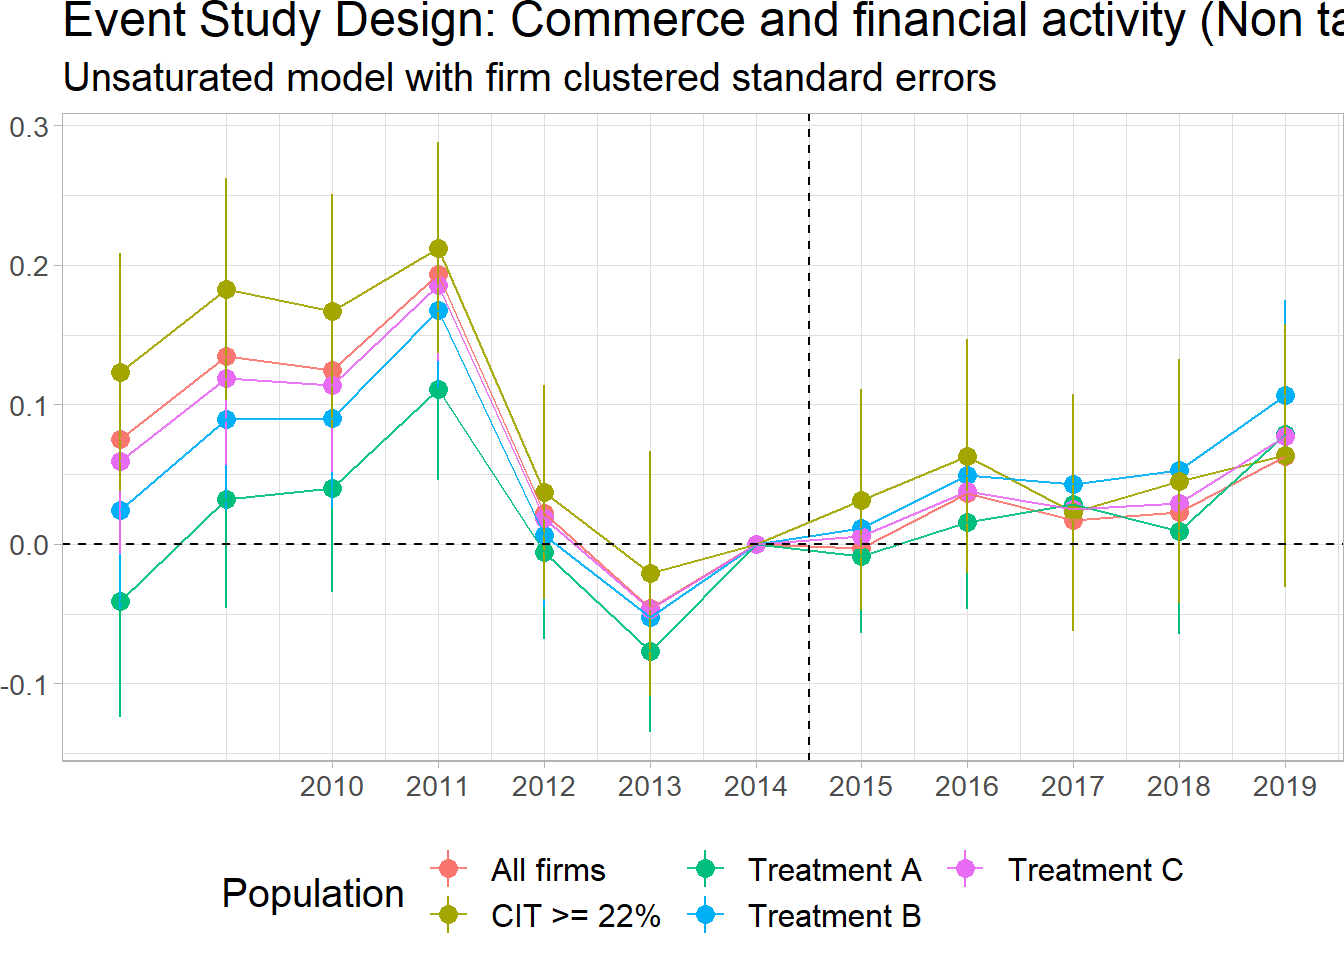 Event Study Design: Commerce and financial activity (Non ta
Unsaturated model with firm clustered standard errors
0.3
0.2
0.1
0.0
-0.1
2010 2011 2012 2013 2014 2015 2016 2017 2018 2019
Population
All firms Treatment A Treatment C
CIT >= 22% Treatment B